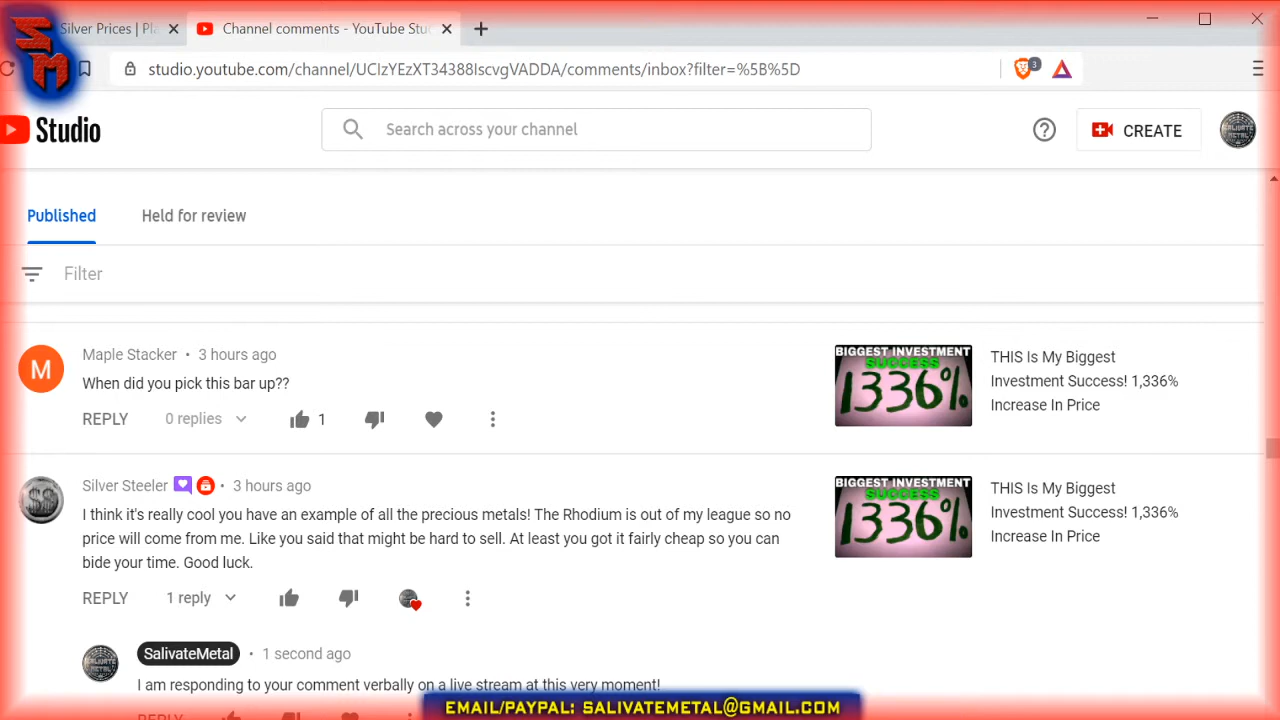 SM
Silver Prices | Pla
Channel comments - YouTube Stu
studio.youtube.com/channel/UCIzYEzXT34388IscvgVADDA/comments/inbox?filter=%5B%5D
3
Studio
Search across your channel
CREATE
Published
Held for review
Filter
M
Maple Stacker • 3 hours ago
When did you pick this bar up??
REPLY 0 replies 1
BIGGEST INVESTMENT
SUCCESS
1336%
THIS Is My Biggest
Investment Success! 1,336%
Increase In Price
Silver Steeler • 3 hours ago
I think it's really cool you have an example of all the precious metals! The Rhodium is out of my league so no
price will come from me. Like you said that might be hard to sell. At least you got it fairly cheap so you can
bide your time. Good luck.
REPLY 1 reply
BIGGEST INVESTMENT
SUCCESS
1336%
THIS Is My Biggest
Investment Success! 1,336%
Increase In Price
SalivateMetal • 1 second ago
I am responding to your comment verbally on a live stream at this very moment!
REPLY
EMAIL/PAYPAL: SALIVATEMETAL@GMAIL.COM